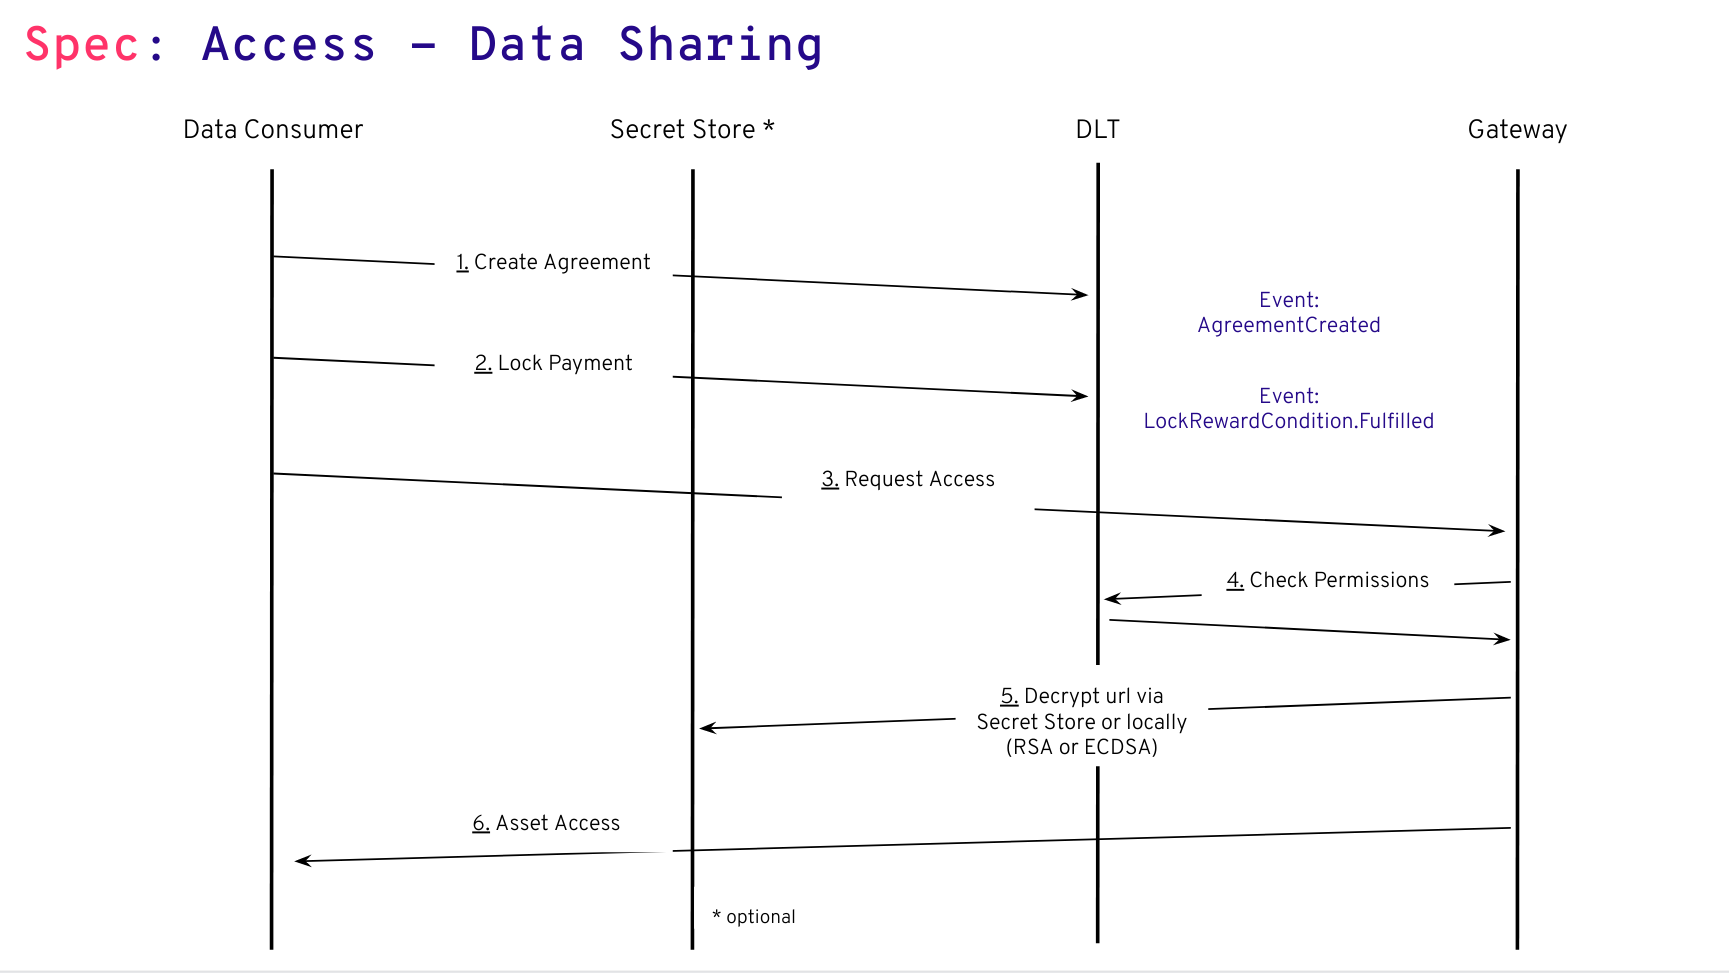 Spec: Access – Data Sharing
Data Consumer
Secret Store *
DLT
Gateway
1. Create Agreement
Event:
AgreementCreated
2. Lock Payment
Event:
LockRewardCondition.Fulfilled
3. Request Access
4. Check Permissions
5. Decrypt url via
Secret Store or locally
(RSA or ECDSA)
6. Asset Access
* optional